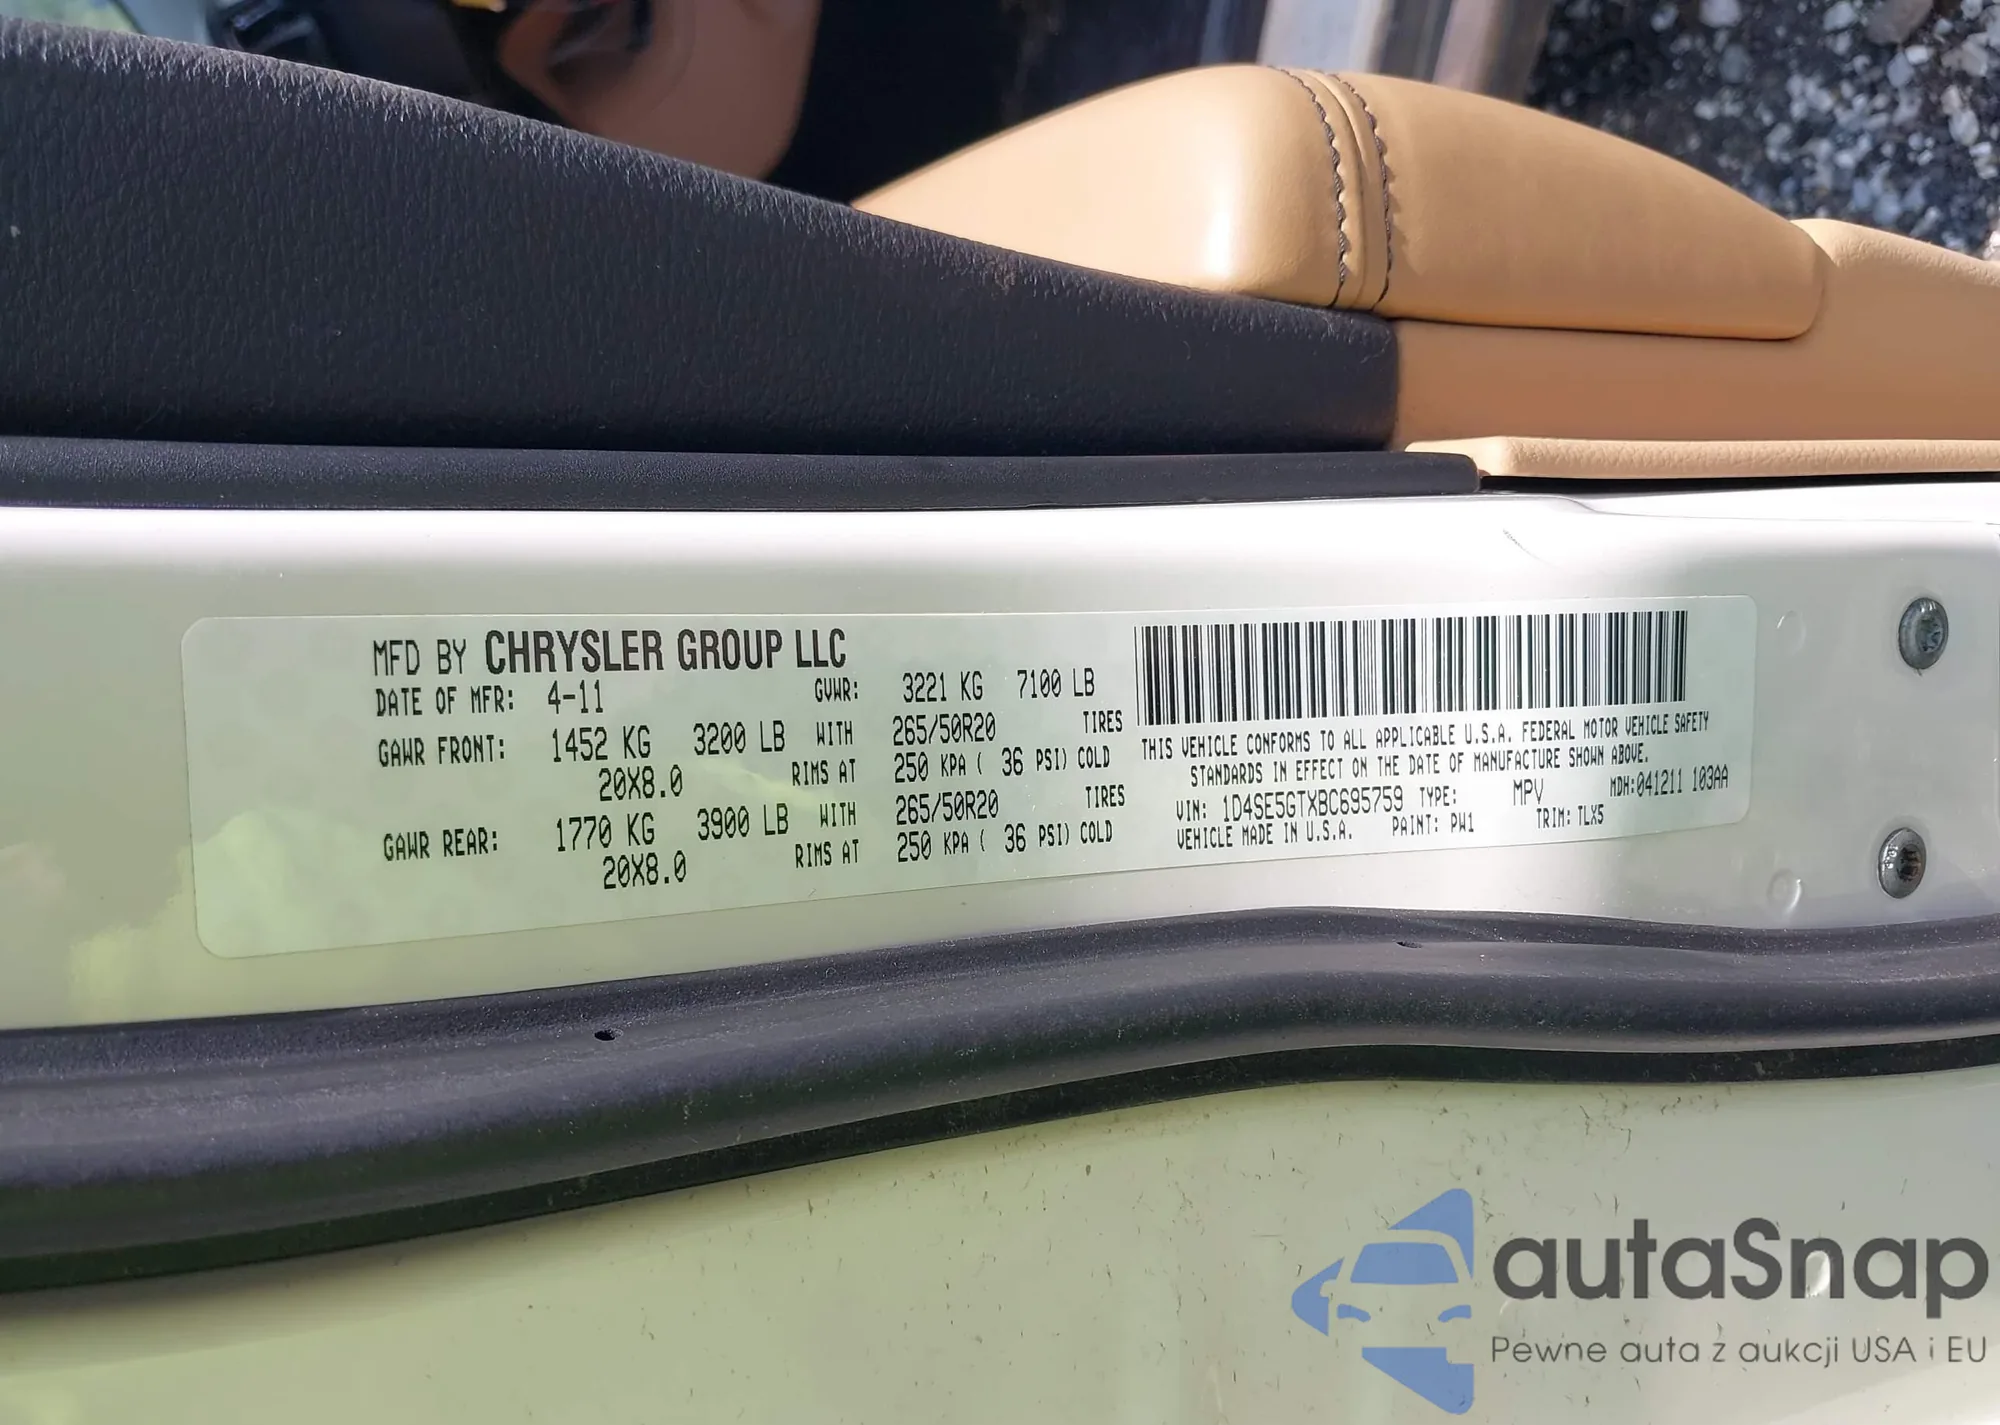 MFD BY CHRYSLER GROUP LLC
DATE OF MFR: 4-11 GVWR: 3221 KG 7100 LB
GAWR FRONT: 1452 KG 3200 LB WITH 265/50R20 TIRES
20X8.0 RIMS AT 250 KPA ( 36 PSI) COLD
GAWR REAR: 1770 KG 3900 LB WITH 265/50R20 TIRES
20X8.0 RIMS AT 250 KPA ( 36 PSI) COLD
THIS VEHICLE CONFORMS TO ALL APPLICABLE U.S.A. FEDERAL MOTOR VEHICLE SAFETY
STANDARDS IN EFFECT ON THE DATE OF MANUFACTURE SHOWN ABOVE.
VIN: 1D4SE5GTXBC695759 TYPE: MPV MDH:041211 103AA
VEHICLE MADE IN U.S.A. PAINT: PW1 TRIM: TLX5
autaSnap
Pewne auta z aukcji USA i EU